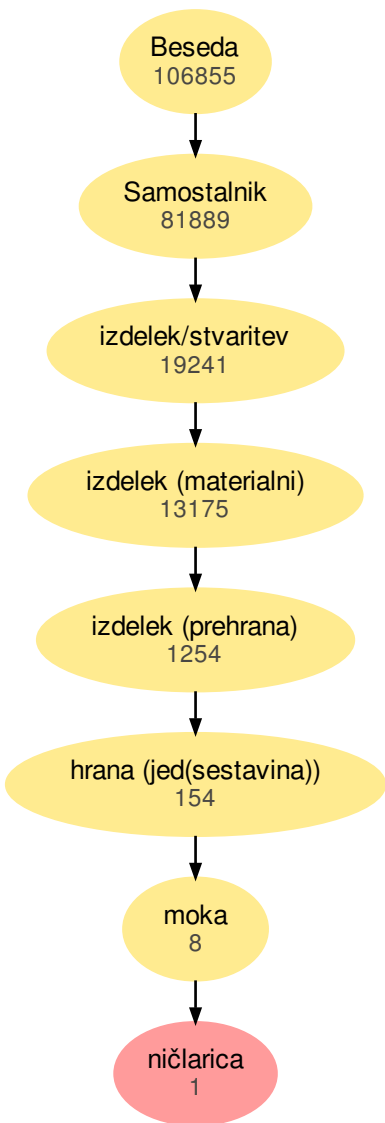 Beseda
106855
Samostalnik
81889
izdelek/stvaritev
19241
izdelek (materialni)
13175
izdelek (prehrana)
1254
hrana (jed(sestavina))
154
moka
8
ničlarica
1